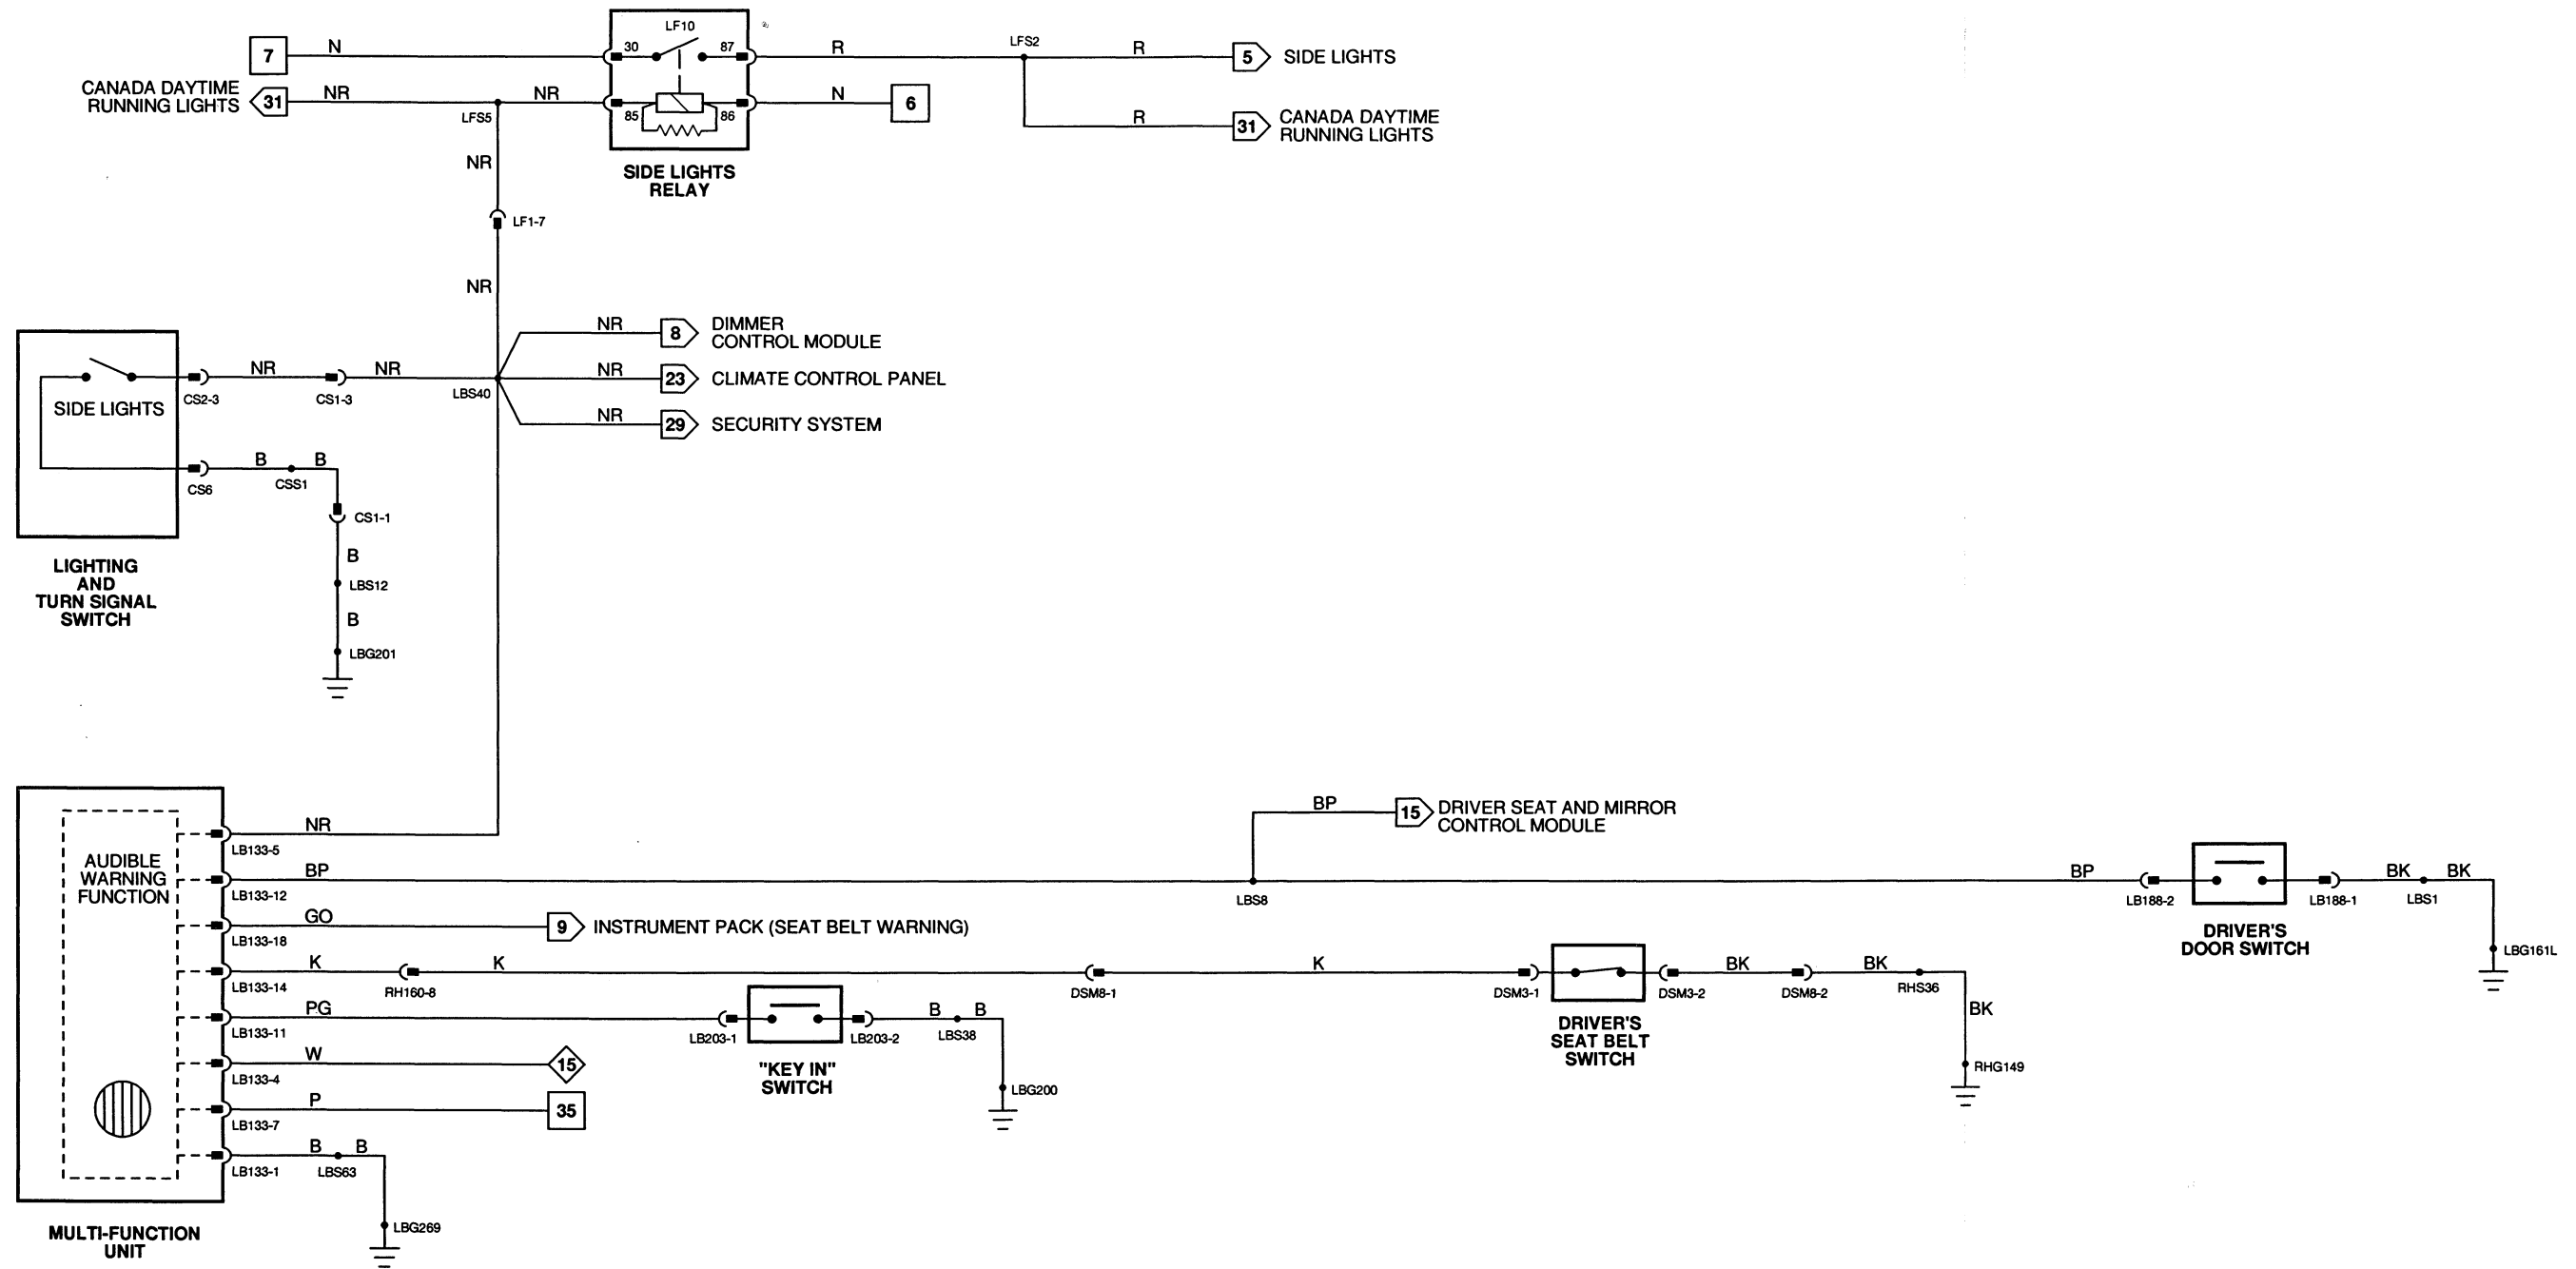 LF10
7
N
30
87
R
LFS2
R
5
SIDE LIGHTS
CANADA DAYTIME
RUNNING LIGHTS
31
NR
NR
LFS5
85
86
N
6
R
31
CANADA DAYTIME
RUNNING LIGHTS
SIDE LIGHTS
RELAY
NR
LF1-7
NR
NR
8
DIMMER
CONTROL MODULE
NR
23
CLIMATE CONTROL PANEL
NR
29
SECURITY SYSTEM
SIDE LIGHTS
CS2-3
NR
CS1-3
NR
LBS40
CS6
B
CSS1
B
CS1-1
B
LBS12
B
LBG201
LIGHTING
AND
TURN SIGNAL
SWITCH
AUDIBLE
WARNING
FUNCTION
NR
LB133-5
BP
LB133-12
LBS8
BP
15
DRIVER SEAT AND MIRROR
CONTROL MODULE
BP
LB188-2
LB188-1
BK
LBS1
BK
LBG161L
DRIVER'S
DOOR SWITCH
GO
LB133-18
9
INSTRUMENT PACK (SEAT BELT WARNING)
K
LB133-14
RH160-8
K
DSM8-1
K
DSM3-1
DSM3-2
BK
DSM8-2
BK
RHS36
BK
RHG149
DRIVER'S
SEAT BELT
SWITCH
PG
LB133-11
LB203-1
LB203-2
B
LBS38
B
LBG200
"KEY IN"
SWITCH
W
LB133-4
15
P
LB133-7
35
B
LB133-1
LBS63
B
LBG269
MULTI-FUNCTION
UNIT